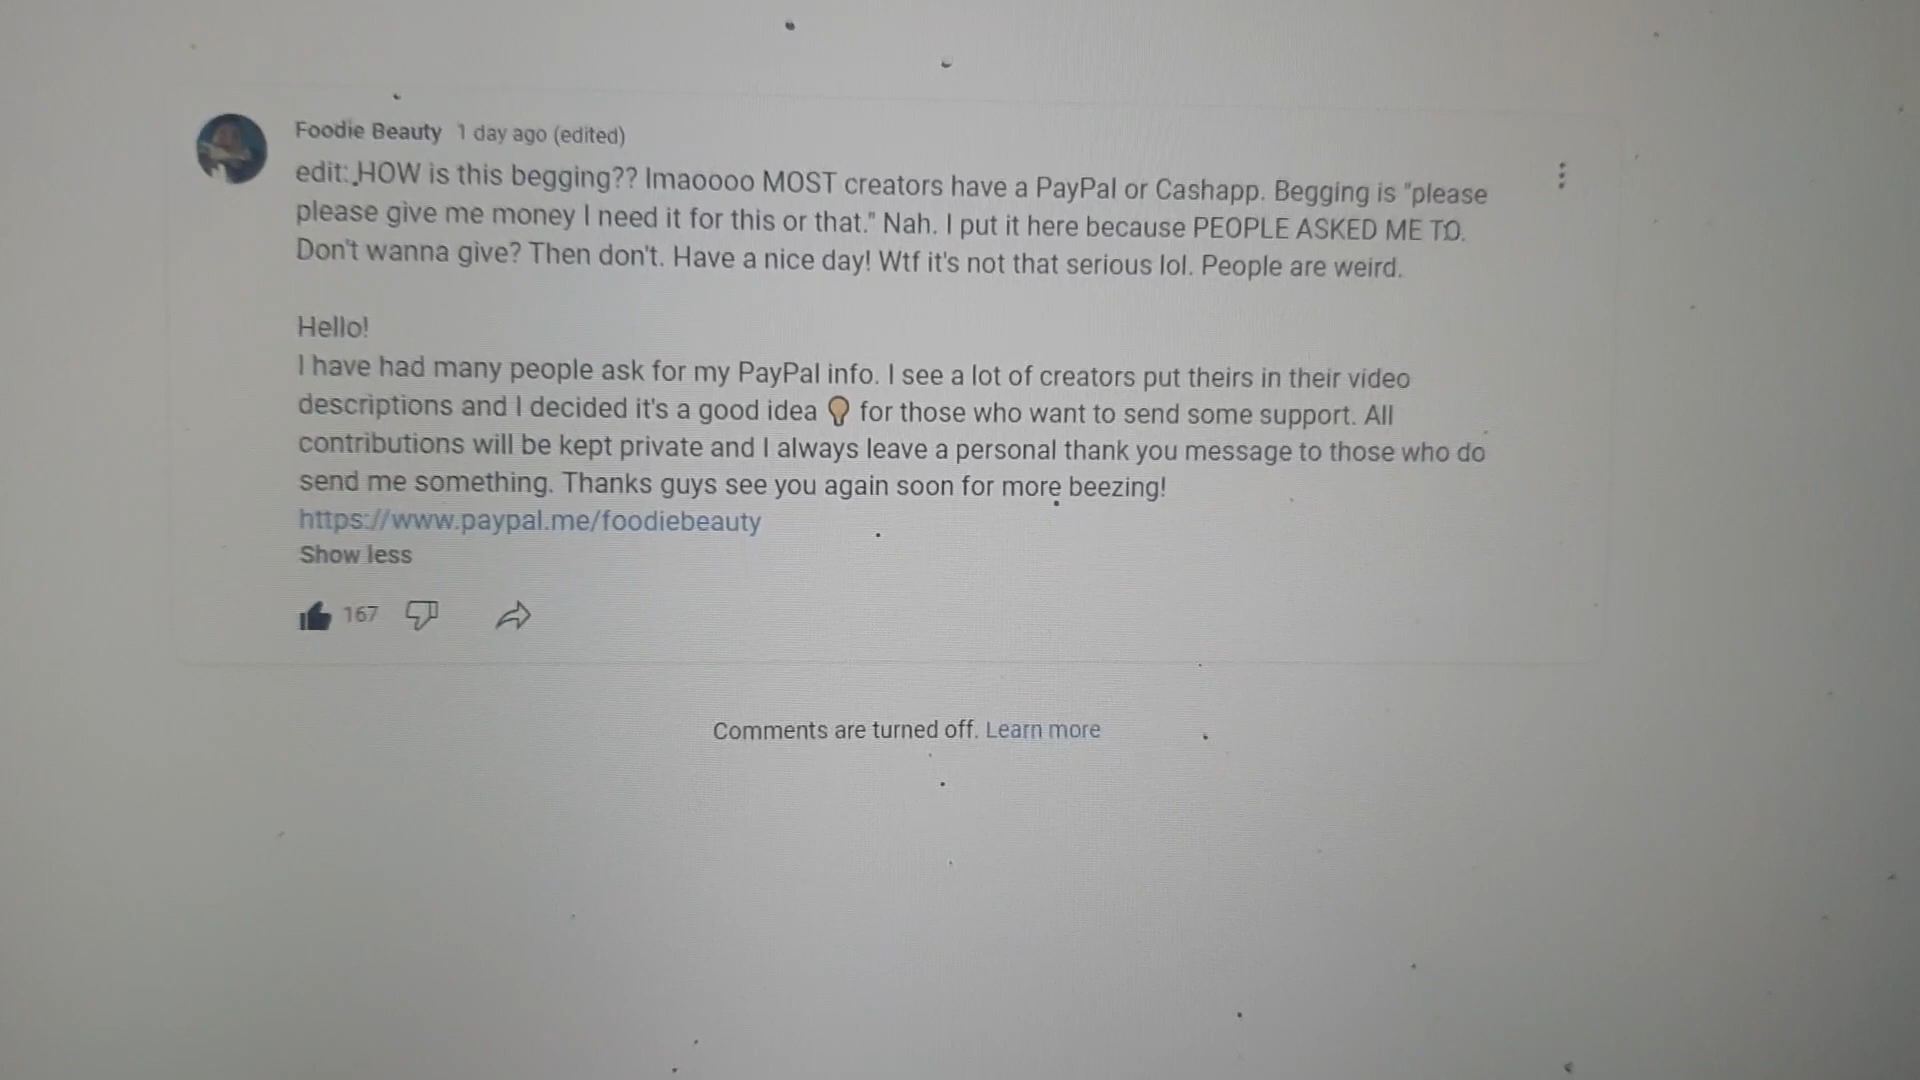 Foodie Beauty 1 day ago (edited)
edit: HOW is this begging?? lmaoooo MOST creators have a PayPal or Cashapp. Begging is "please
please give me money I need it for this or that." Nah. I put it here because PEOPLE ASKED ME TO.
Don't wanna give? Then don't. Have a nice day! Wtf it's not that serious lol. People are weird.
Hello!
I have had many people ask for my PayPal info. I see a lot of creators put theirs in their video
descriptions and I decided it's a good idea 💡 for those who want to send some support. All
contributions will be kept private and I always leave a personal thank you message to those who do
send me something. Thanks guys see you again soon for more beezing!
https://www.paypal.me/foodiebeauty
Show less
167
Comments are turned off. Learn more